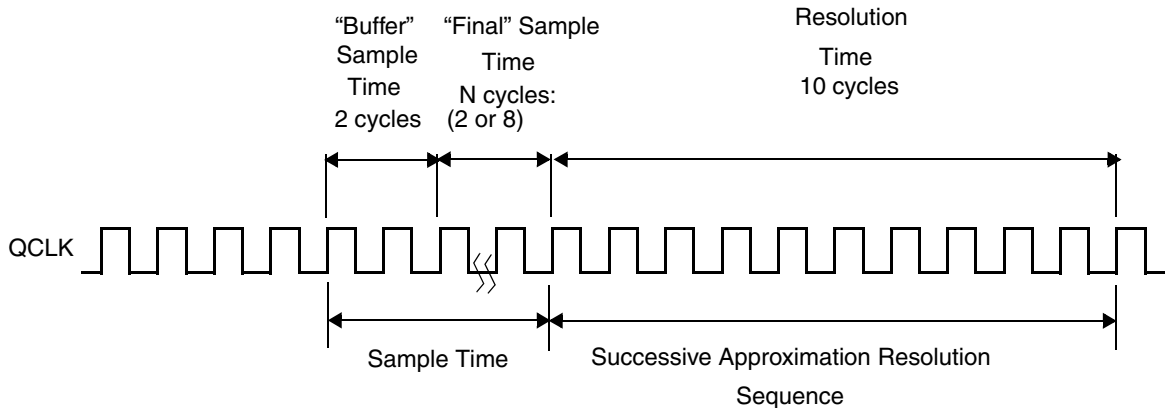 “Buffer”
Sample
Time
2 cycles
“Final” Sample
Time
N cycles:
(2 or 8)
Resolution
Time
10 cycles
QCLK
Sample Time
Successive Approximation Resolution
Sequence